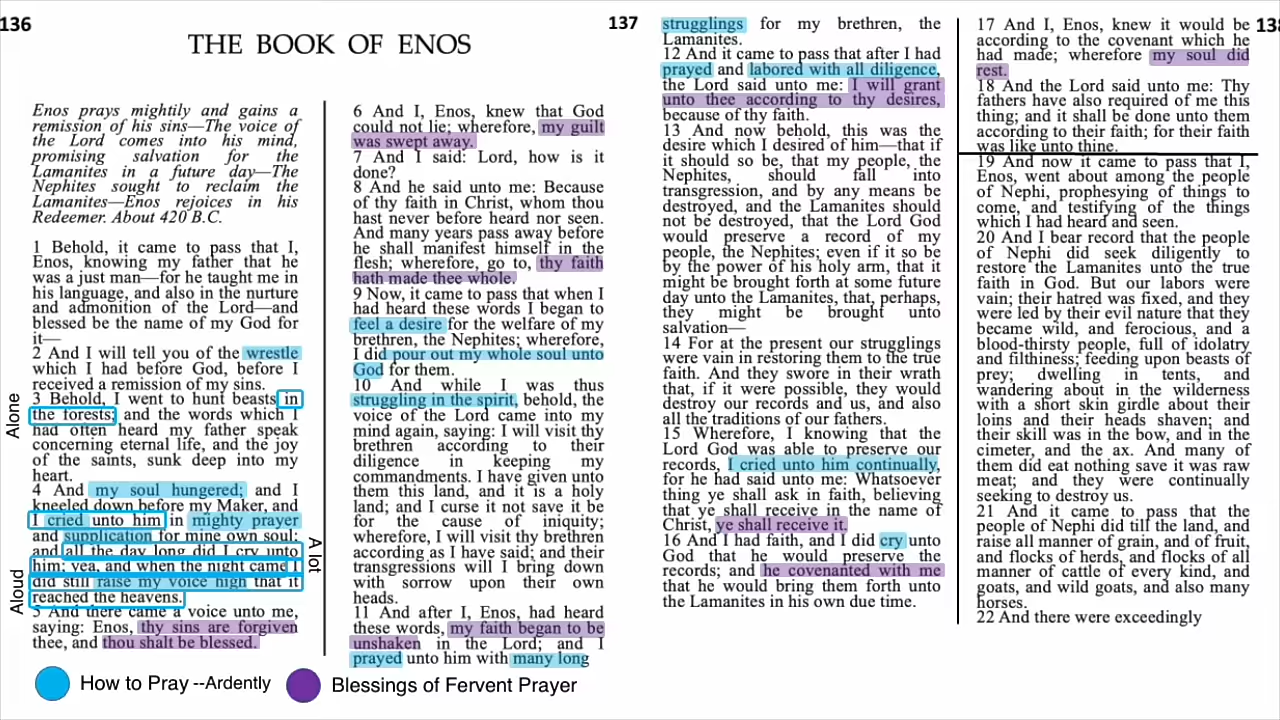 136
THE BOOK OF ENOS
Enos prays mightily and gains a
remission of his sins—The voice of
the Lord comes into his mind,
promising salvation for the
Lamanites in a future day—The
Nephites sought to reclaim the
Lamanites—Enos rejoices in his
Redeemer. About 420 B.C.
1 Behold, it came to pass that I,
Enos, knowing my father that he
was a just man—for he taught me in
his language, and also in the nurture
and admonition of the Lord—and
blessed be the name of my God for
it—
2 And I will tell you of the wrestle
which I had before God, before I
received a remission of my sins.
3 Behold, I went to hunt beasts in
the forests; and the words which I
had often heard my father speak
concerning eternal life, and the joy
of the saints, sunk deep into my
heart.
4 And my soul hungered; and I
kneeled down before my Maker, and
I cried unto him in mighty prayer
and supplication for mine own soul;
and all the day long did I cry unto
him; yea, and when the night came I
did still raise my voice high that it
reached the heavens.
5 And there came a voice unto me,
saying: Enos, thy sins are forgiven
thee, and thou shalt be blessed.
Alone
Aloud
A lot
How to Pray --Ardently
Blessings of Fervent Prayer
6 And I, Enos, knew that God
could not lie; wherefore, my guilt
was swept away.
7 And I said: Lord, how is it
done?
8 And he said unto me: Because
of thy faith in Christ, whom thou
hast never before heard nor seen.
And many years pass away before
he shall manifest himself in the
flesh; wherefore, go to, thy faith
hath made thee whole.
9 Now, it came to pass that when I
had heard these words I began to
feel a desire for the welfare of my
brethren, the Nephites; wherefore,
I did pour out my whole soul unto
God for them.
10 And while I was thus
struggling in the spirit, behold, the
voice of the Lord came into my
mind again, saying: I will visit thy
brethren according to their
diligence in keeping my
commandments. I have given unto
them this land, and it is a holy
land; and I curse it not save it be
for the cause of iniquity;
wherefore, I will visit thy brethren
according as I have said; and their
transgressions will I bring down
with sorrow upon their own
heads.
11 And after I, Enos, had heard
these words, my faith began to be
unshaken in the Lord; and I
prayed unto him with many long
137
strugglings for my brethren, the
Lamanites.
12 And it came to pass that after I had
prayed and labored with all diligence,
the Lord said unto me: I will grant
unto thee according to thy desires,
because of thy faith.
13 And now behold, this was the
desire which I desired of him—that if
it should so be, that my people, the
Nephites, should fall into
transgression, and by any means be
destroyed, and the Lamanites should
not be destroyed, that the Lord God
would preserve a record of my
people, the Nephites; even if it so be
by the power of his holy arm, that it
might be brought forth at some future
day unto the Lamanites, that, perhaps,
they might be brought unto
salvation—
14 For at the present our strugglings
were vain in restoring them to the true
faith. And they swore in their wrath
that, if it were possible, they would
destroy our records and us, and also
all the traditions of our fathers.
15 Wherefore, I knowing that the
Lord God was able to preserve our
records, I cried unto him continually,
for he had said unto me: Whatsoever
thing ye shall ask in faith, believing
that ye shall receive in the name of
Christ, ye shall receive it.
16 And I had faith, and I did cry unto
God that he would preserve the
records; and he covenanted with me
that he would bring them forth unto
the Lamanites in his own due time.
138
17 And I, Enos, knew it would be
according to the covenant which he
had made; wherefore my soul did
rest.
18 And the Lord said unto me: Thy
fathers have also required of me this
thing; and it shall be done unto them
according to their faith; for their faith
was like unto thine.
19 And now it came to pass that I,
Enos, went about among the people
of Nephi, prophesying of things to
come, and testifying of the things
which I had heard and seen.
20 And I bear record that the people
of Nephi did seek diligently to
restore the Lamanites unto the true
faith in God. But our labors were
vain; their hatred was fixed, and they
were led by their evil nature that they
became wild, and ferocious, and a
blood-thirsty people, full of idolatry
and filthiness; feeding upon beasts of
prey; dwelling in tents, and
wandering about in the wilderness
with a short skin girdle about their
loins and their heads shaven; and
their skill was in the bow, and in the
cimeter, and the ax. And many of
them did eat nothing save it was raw
meat; and they were continually
seeking to destroy us.
21 And it came to pass that the
people of Nephi did till the land, and
raise all manner of grain, and of fruit,
and flocks of herds, and flocks of all
manner of cattle of every kind, and
goats, and wild goats, and also many
horses.
22 And there were exceedingly